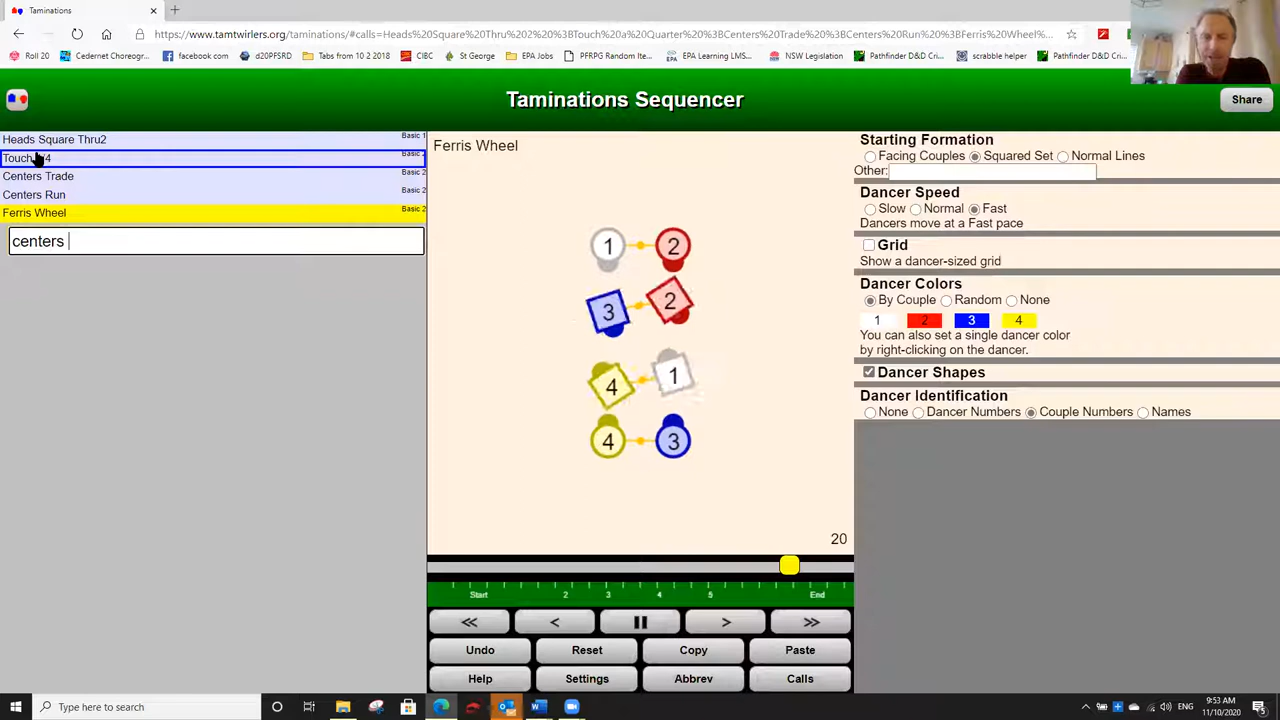 Taminations
https://www.tamtwirlers.org/taminations/#calls=Heads%20Square%20Thru%202%20%3BTouch%20a%20Quarter%20%3BCenters%20Trade%20%3BCenters%20Run%20%3BFerris%20Wheel%...
Roll 20
Cedernet Choreogr...
facebook.com
d20PFSRD
Tabs from 10 2 2018
CIBC
St George
EPA Jobs
PFRPG Random Ite...
EPA Learning LMS...
NSW Legislation
Pathfinder D&D Cri...
scrabble helper
Pathfinder D&D Cri...
Taminations Sequencer
Share
Heads Square Thru2 Basic 1
Centers Trade Basic 2
Centers Run Basic 2
Ferris Wheel Basic 2
centers
Ferris Wheel
1 2
3 2
4 1
4 3
20
Start 2 3 4 5 End
<< < > >>
Undo Reset Copy Paste
Help Settings Abbrev Calls
Starting Formation
Facing Couples Squared Set Normal Lines
Other:
Dancer Speed
Slow Normal Fast
Dancers move at a Fast pace
Grid
Show a dancer-sized grid
Dancer Colors
By Couple Random None
1 2 3 4
You can also set a single dancer color
by right-clicking on the dancer.
Dancer Shapes
Dancer Identification
None Dancer Numbers Couple Numbers Names
Type here to search
9:53 AM
11/10/2020